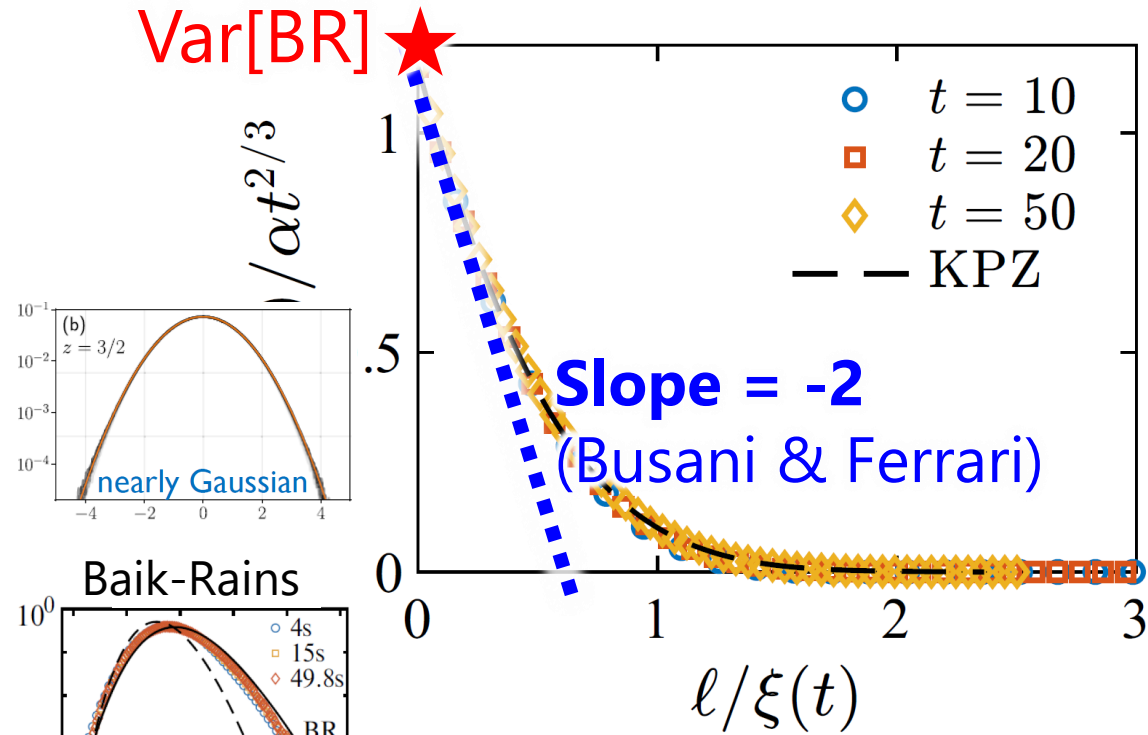 Var[BR]
t = 10
t = 20
t = 50
KPZ
/αt^{2/3}
1
.5
0
0 1 2 3
ℓ/ξ(t)
Slope = -2
(Busani & Ferrari)
10^{-1}
10^{-2}
10^{-3}
10^{-4}
(b)
z = 3/2
nearly Gaussian
−4 −2 0 2 4
Baik-Rains
10^0
4s
15s
49.8s
BR